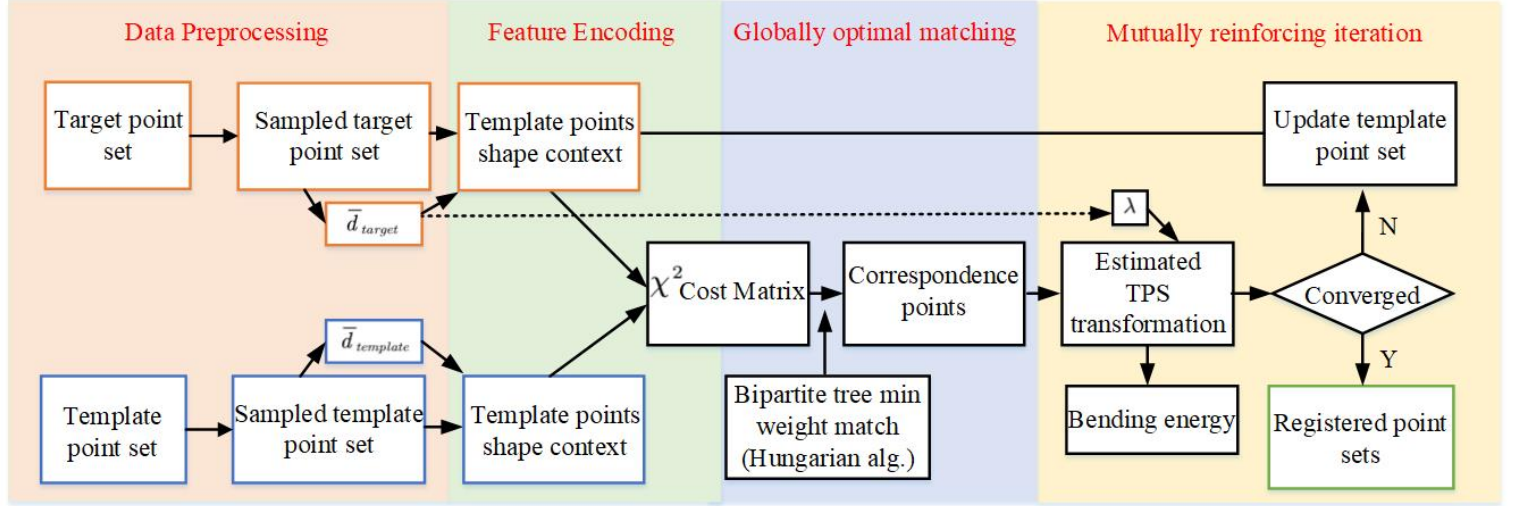 Data Preprocessing
Feature Encoding
Globally optimal matching
Mutually reinforcing iteration
Target point
set
Sampled target
point set
Template points
shape context
Update template
point set
d̅ target
λ
N
χ² Cost Matrix
Correspondence
points
Estimated
TPS
transformation
Converged
d̅ template
Y
Template
point set
Sampled template
point set
Template points
shape context
Bipartite tree min
weight match
(Hungarian alg.)
Bending energy
Registered point
sets